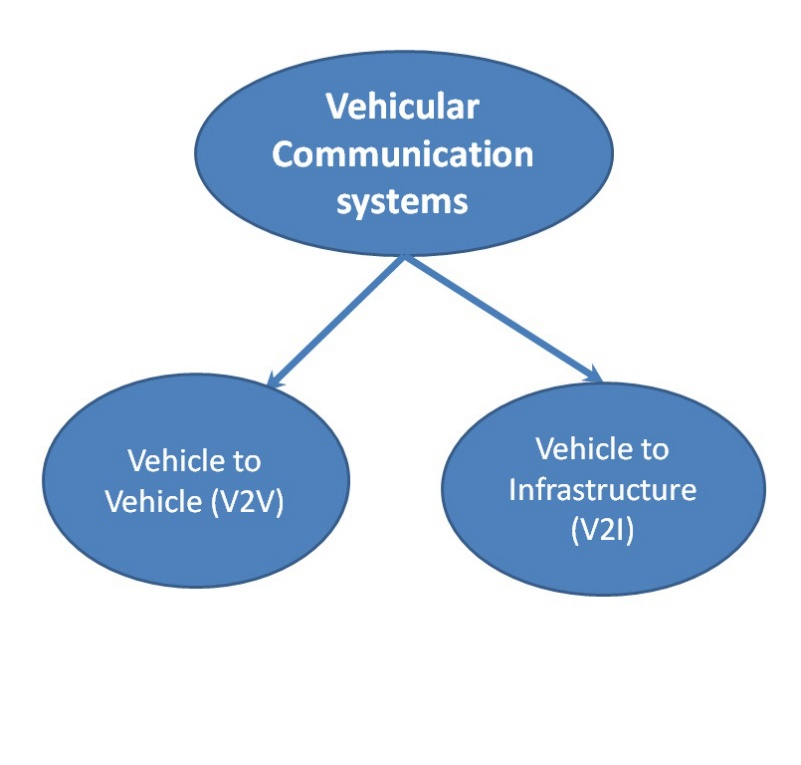 Vehicular
Communication
systems
Vehicle to
Vehicle (V2V)
Vehicle to
Infrastructure
(V2I)